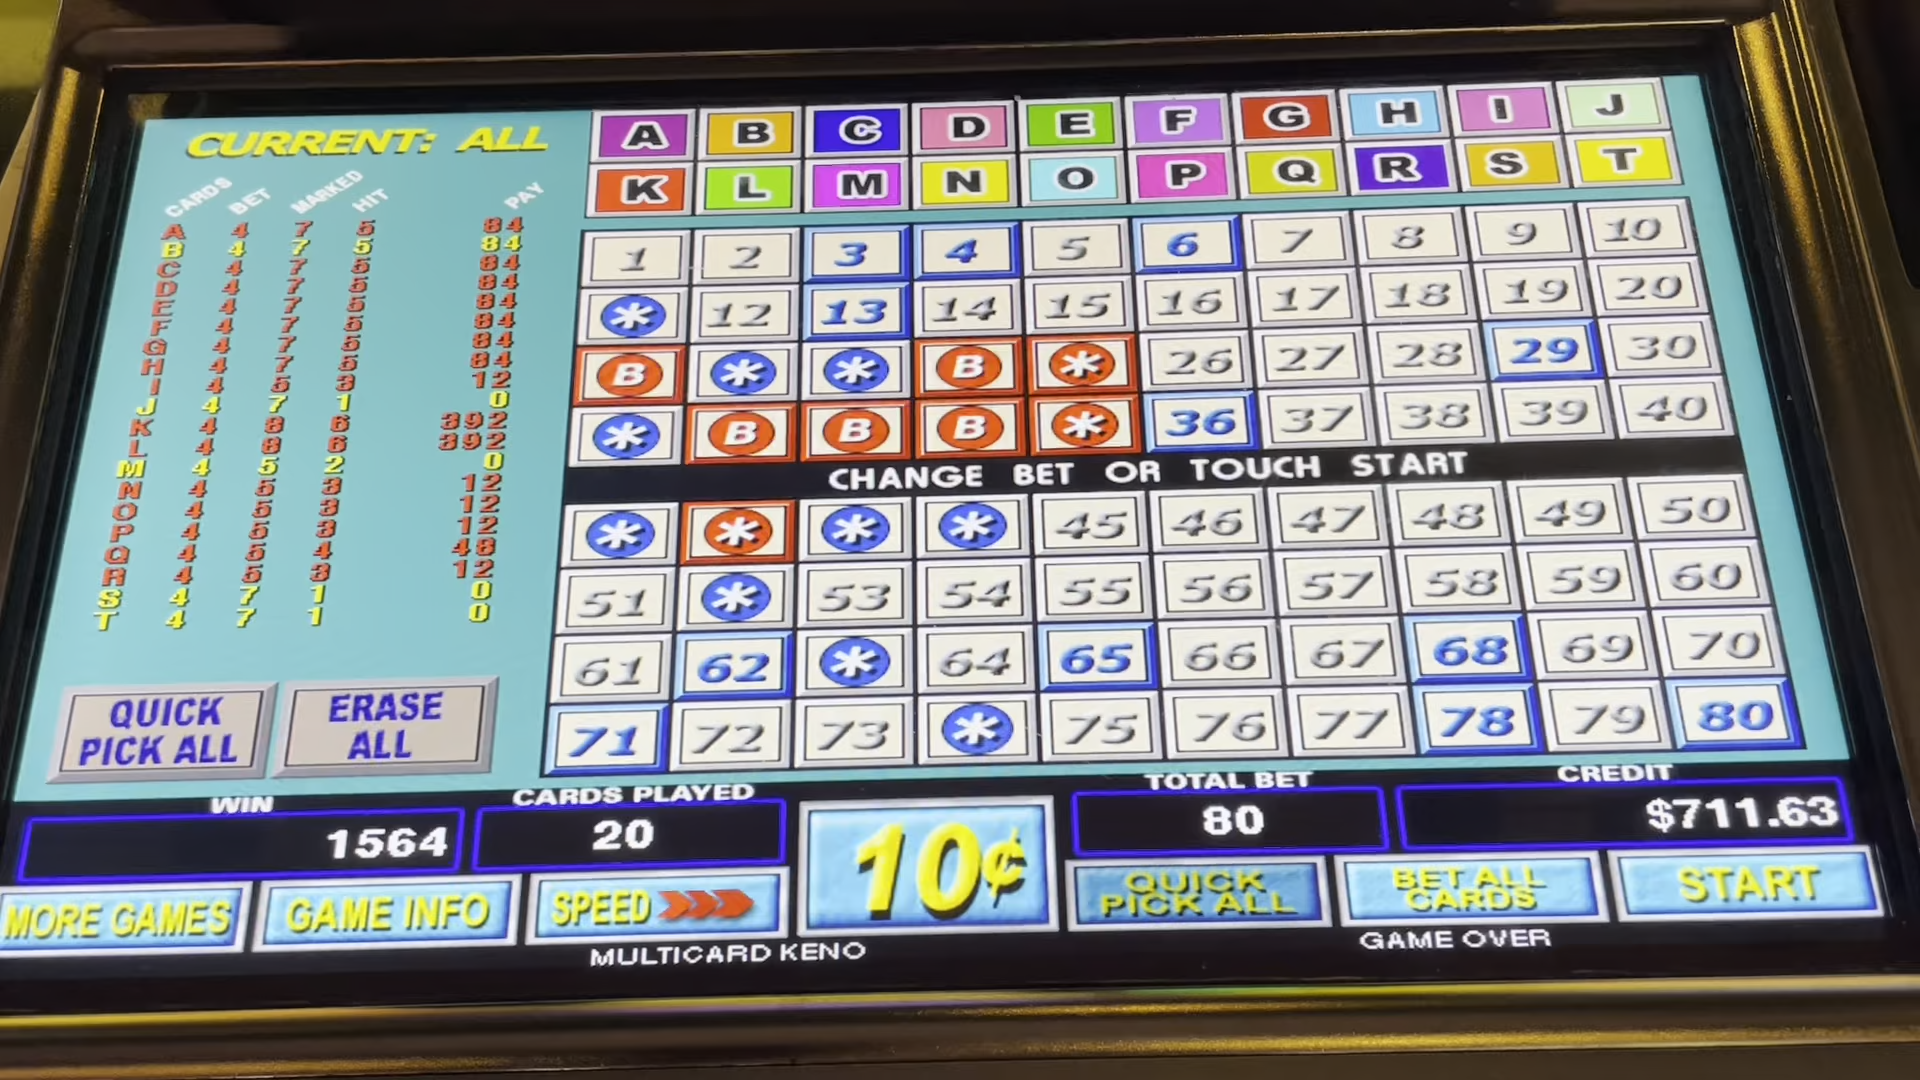 CURRENT: ALL
CARDS BET MARKED HIT PAY
A 4 7 5 84
B 4 7 5 84
C 4 7 5 84
D 4 7 5 84
E 4 7 5 84
F 4 7 5 84
G 4 7 5 84
H 4 7 5 84
I 4 5 3 12
J 4 7 1 0
K 4 8 6 392
L 4 8 6 392
M 4 5 2 0
N 4 5 3 12
O 4 5 3 12
P 4 5 3 12
Q 4 5 4 48
R 4 5 3 12
S 4 7 1 0
T 4 7 1 0
QUICK PICK ALL
ERASE ALL
A B C D E F G H I J
K L M N O P Q R S T
1 2 3 4 5 6 7 8 9 10
* 12 13 14 15 16 17 18 19 20
B * * B * 26 27 28 29 30
* B B B * 36 37 38 39 40
CHANGE BET OR TOUCH START
* * * * 45 46 47 48 49 50
51 * 53 54 55 56 57 58 59 60
61 62 * 64 65 66 67 68 69 70
71 72 73 * 75 76 77 78 79 80
WIN
1564
CARDS PLAYED
20
10¢
TOTAL BET
80
CREDIT
$711.63
MORE GAMES
GAME INFO
SPEED
QUICK PICK ALL
BET ALL CARDS
START
MULTICARD KENO
GAME OVER